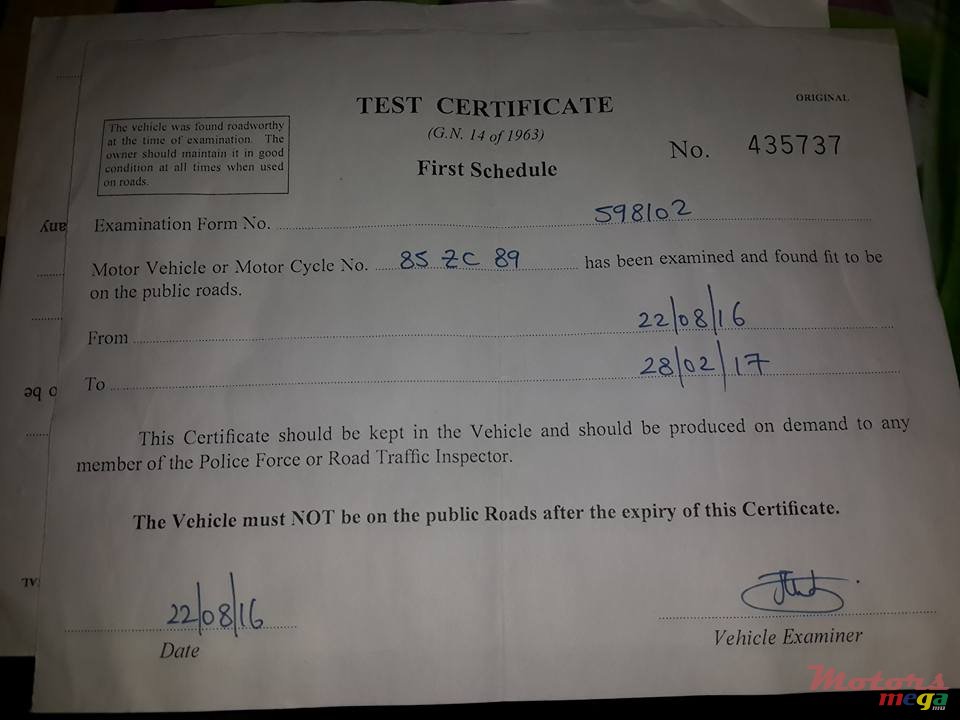 ORIGINAL
TEST CERTIFICATE
(G.N. 14 of 1963)
First Schedule
No. 435737
The vehicle was found roadworthy
at the time of examination. The
owner should maintain it in good
condition at all times when used
on roads.
Examination Form No. 598102
Motor Vehicle or Motor Cycle No. 85 ZC 89 has been examined and found fit to be
on the public roads.
From 22/08/16
To 28/02/17
This Certificate should be kept in the Vehicle and should be produced on demand to any
member of the Police Force or Road Traffic Inspector.
The Vehicle must NOT be on the public Roads after the expiry of this Certificate.
22/08/16
Date
Vehicle Examiner
any
o be
Motors
mega
mu